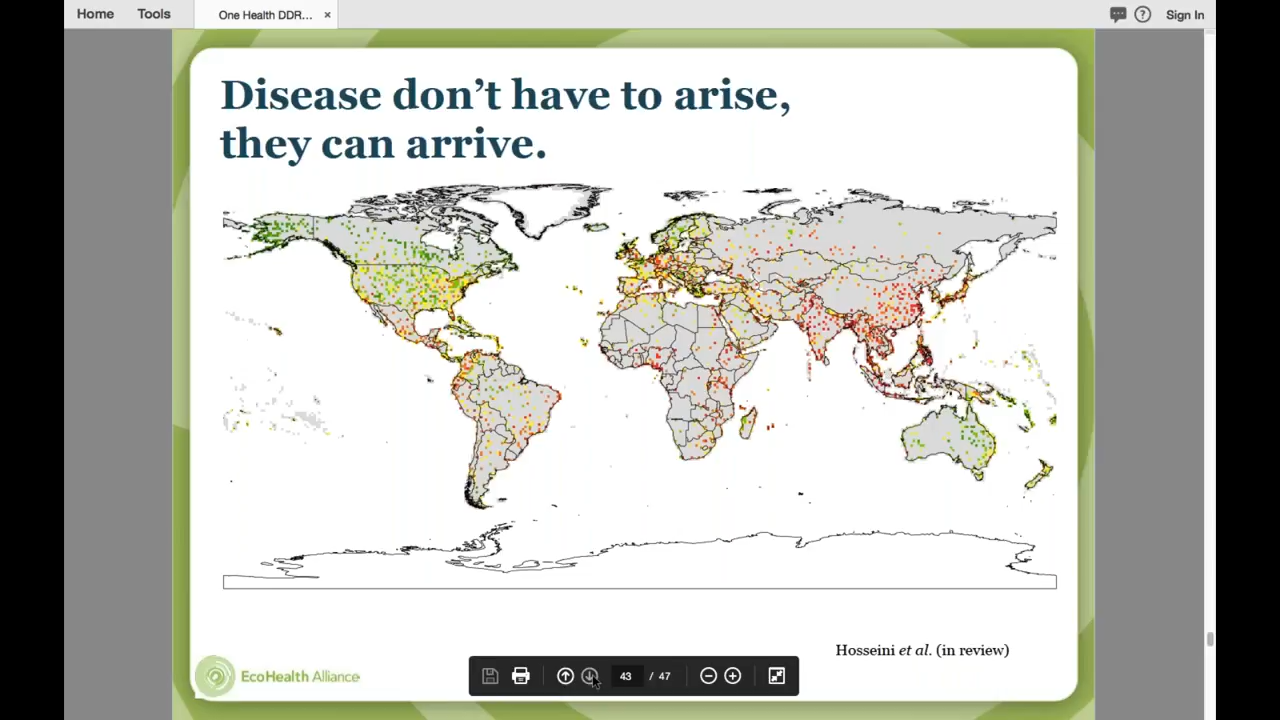 Home Tools One Health DDR... × Sign In
Disease don't have to arise,
they can arrive.
Hosseini et al. (in review)
EcoHealth Alliance
43 / 47